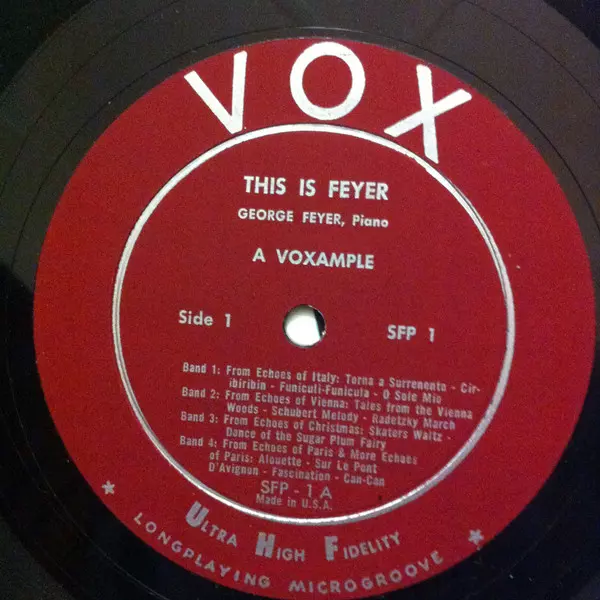 VOX
THIS IS FEYER
GEORGE FEYER, Piano
A VOXAMPLE
Side 1
SFP 1
Band 1: From Echoes of Italy: Torna a Surrenento - Cir-
ibiribin - Funiculi-Funicula - O Sole Mio
Band 2: From Echoes of Vienna: Tales from the Vienna
Woods - Schubert Melody - Radetzky March
Band 3: From Echoes of Christmas: Skaters Waltz -
Dance of the Sugar Plum Fairy
Band 4: From Echoes of Paris & More Echoes
of Paris: Alouette - Sur Le Pont
D'Avignon - Fascination - Can-Can
SFP - 1 A
Made in U.S.A.
ULTRA HIGH FIDELITY
LONGPLAYING MICROGROOVE